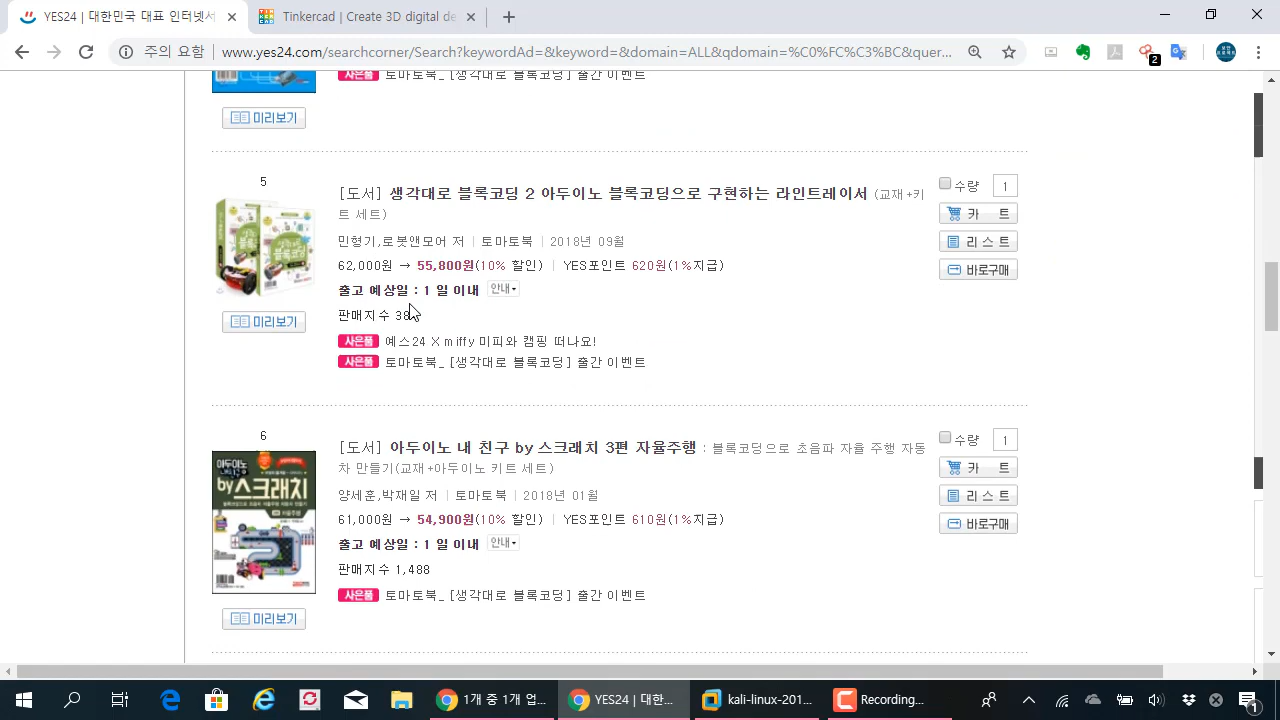 YES24 | 대한민국 대표 인터넷서
Tinkercad | Create 3D digital de
주의 요함
www.yes24.com/searchcorner/Search?keywordAd=&keyword=&domain=ALL&qdomain=%C0%FC%C3%BC&quer...
2
사은품 토마토북_ [생각대로 블록코딩] 출간 이벤트
미리보기
5
[도서] 생각대로 블록코딩 2 아두이노 블록코딩으로 구현하는 라인트레이서 (교재+키
트 세트)
민형기,로봇앤모어 저 | 토마토북 | 2018년 09월
62,000원 → 55,800원(10% 할인) | YES포인트 620원(1%지급)
출고 예상일 : 1 일 이내 안내
판매지수
사은품 예스24 X miffy 미피와 캠핑 떠나요!
사은품 토마토북_ [생각대로 블록코딩] 출간 이벤트
미리보기
수량 1
카 트
리스트
바로구매
6
[도서] 아두이노 내 친구 by 스크래치 3편 자율주행 : 블록코딩으로 초음파 자율 주행 자동
차 만들기(교재+아두이노 키트 세트)
양세훈,박재일 저 | 토마토북 | 2018년 01월
61,000원 → 54,900원(10% 할인) | YES포인트 610원(1%지급)
출고 예상일 : 1 일 이내 안내
판매지수 1,488
사은품 토마토북_ [생각대로 블록코딩] 출간 이벤트
by 스크래치
미리보기
수량 1
카 트
리스트
바로구매
1개 중 1개 업...
YES24 | 대한...
kali-linux-201...
Recording...
1